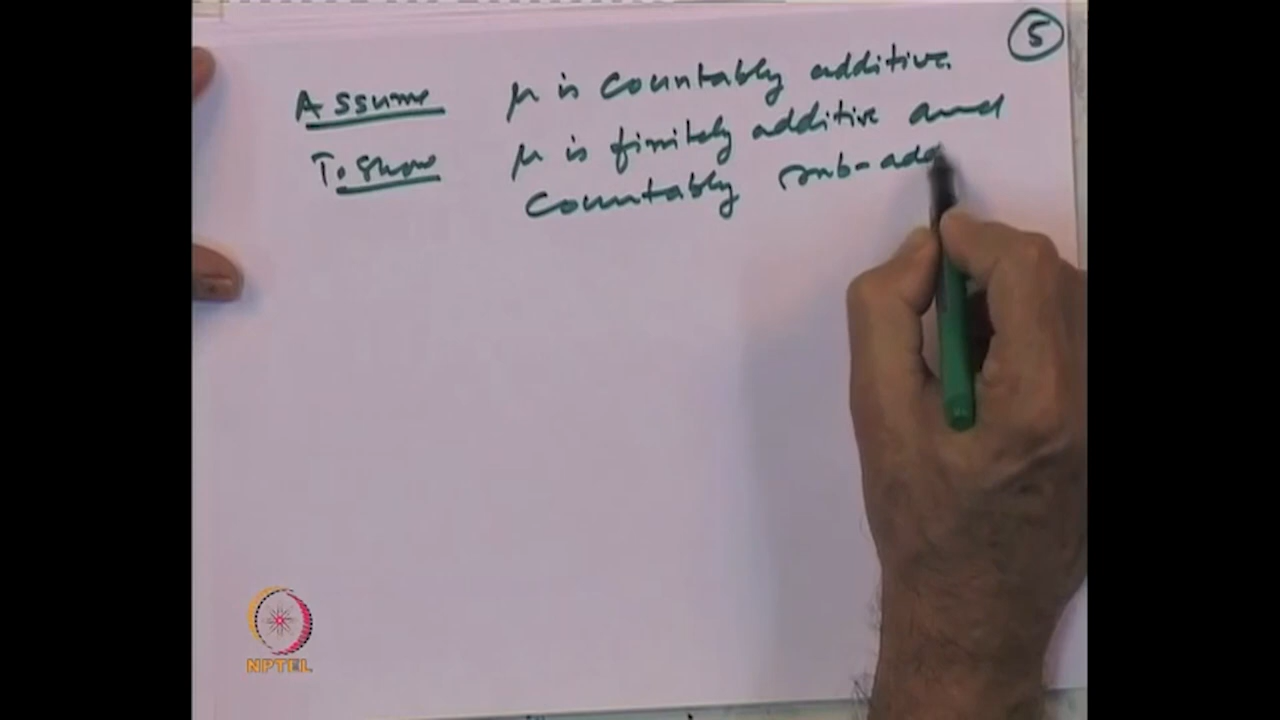 5
Assume μ is countably additive.
To Show μ is finitely additive and
countably sub-add
NPTEL